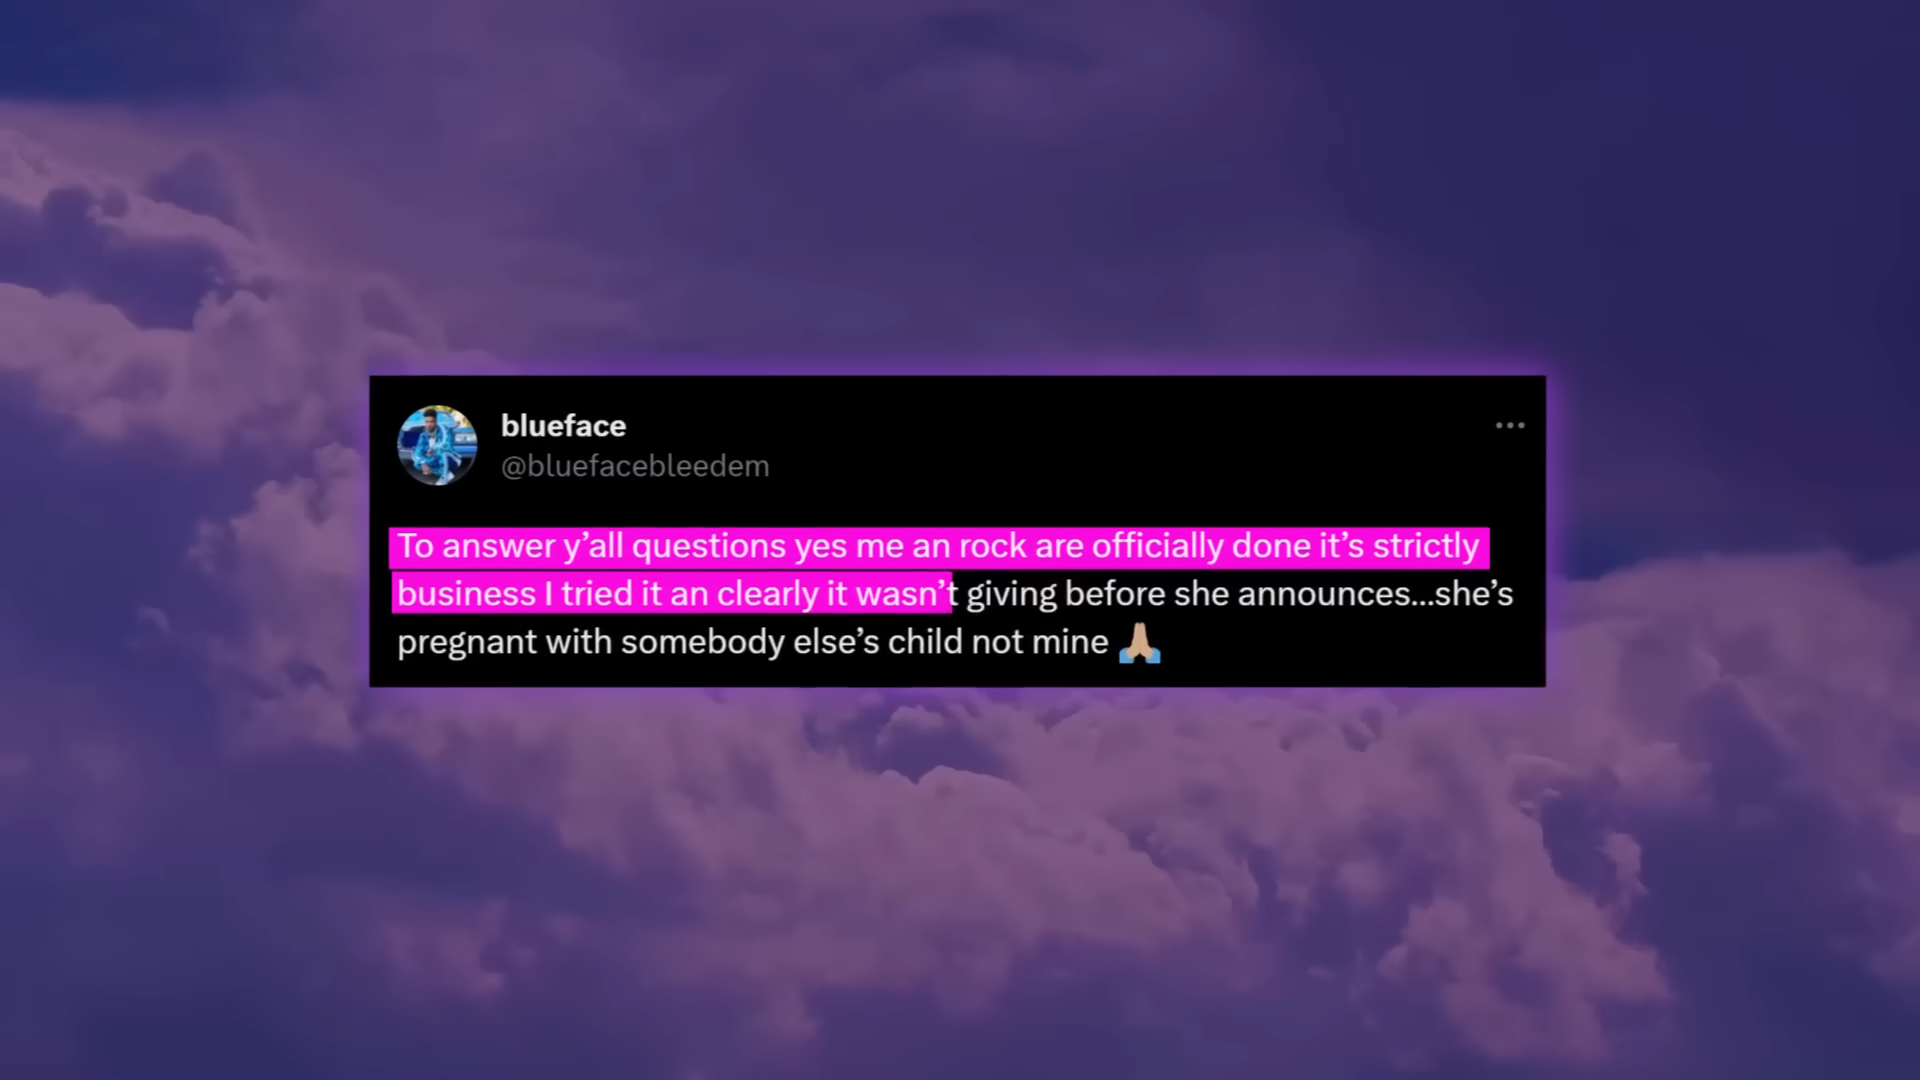 blueface
@bluefacebleedem
To answer y’all questions yes me an rock are officially done it’s strictly
business I tried it an clearly it wasn’t giving before she announces...she’s
pregnant with somebody else’s child not mine 🙏🏼